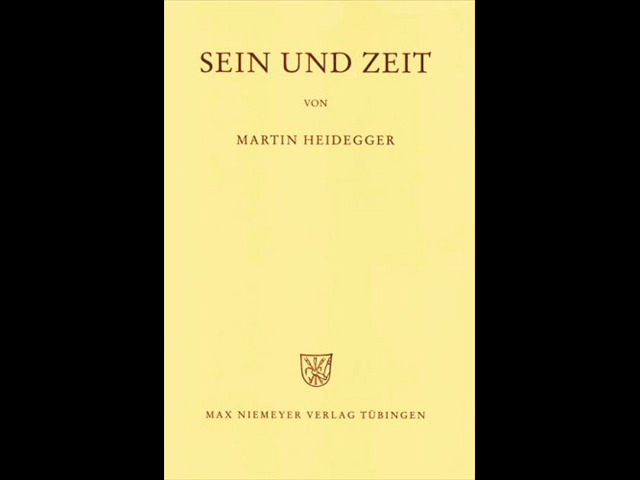 SEIN UND ZEIT
VON
MARTIN HEIDEGGER
MAX NIEMEYER VERLAG TÜBINGEN